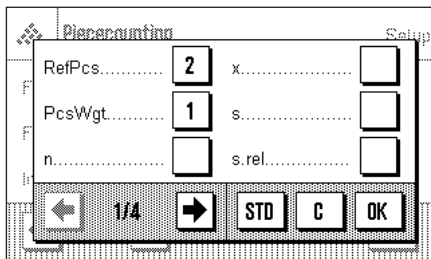 Piececounting Setup
RefPcs............. 2 x.......................
PcsWgt............ 1 s.......................
n....................... s.rel...................
1/4 STD C OK